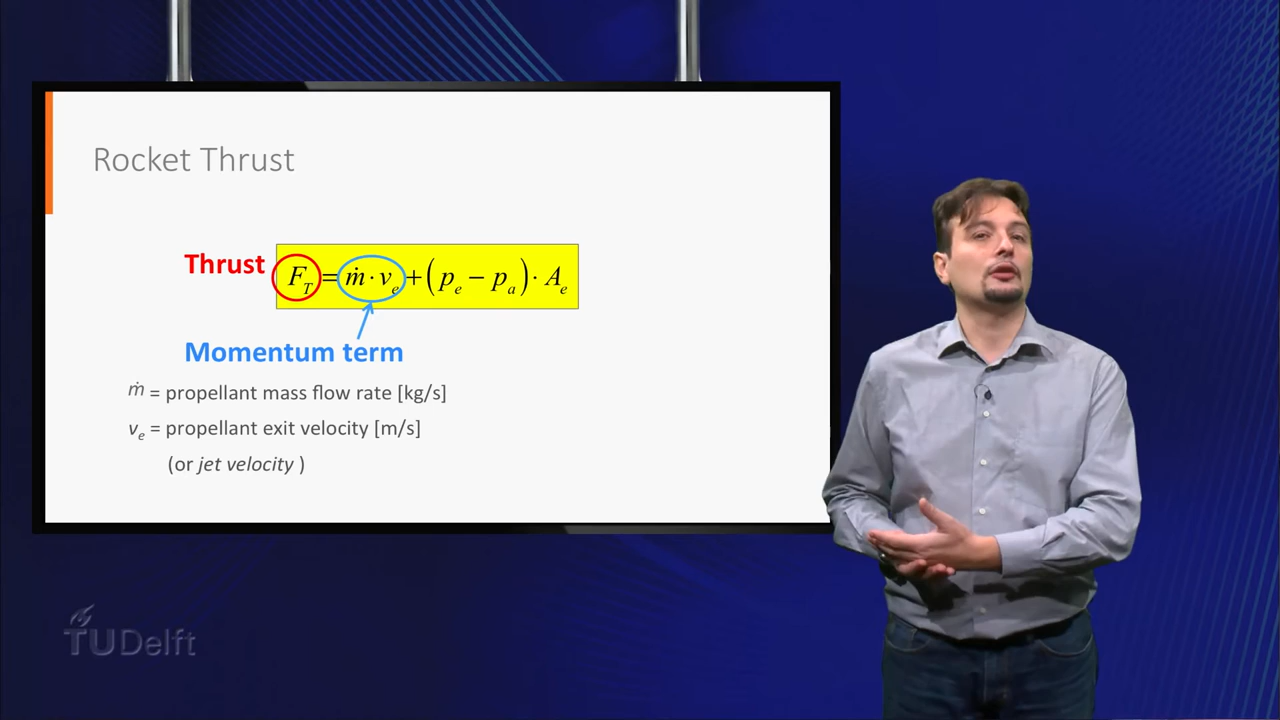 Rocket Thrust
Thrust
F_T = ṁ · v_e + (p_e − p_a) · A_e
Momentum term
ṁ = propellant mass flow rate [kg/s]
v_e = propellant exit velocity [m/s]
(or jet velocity )
TUDelft